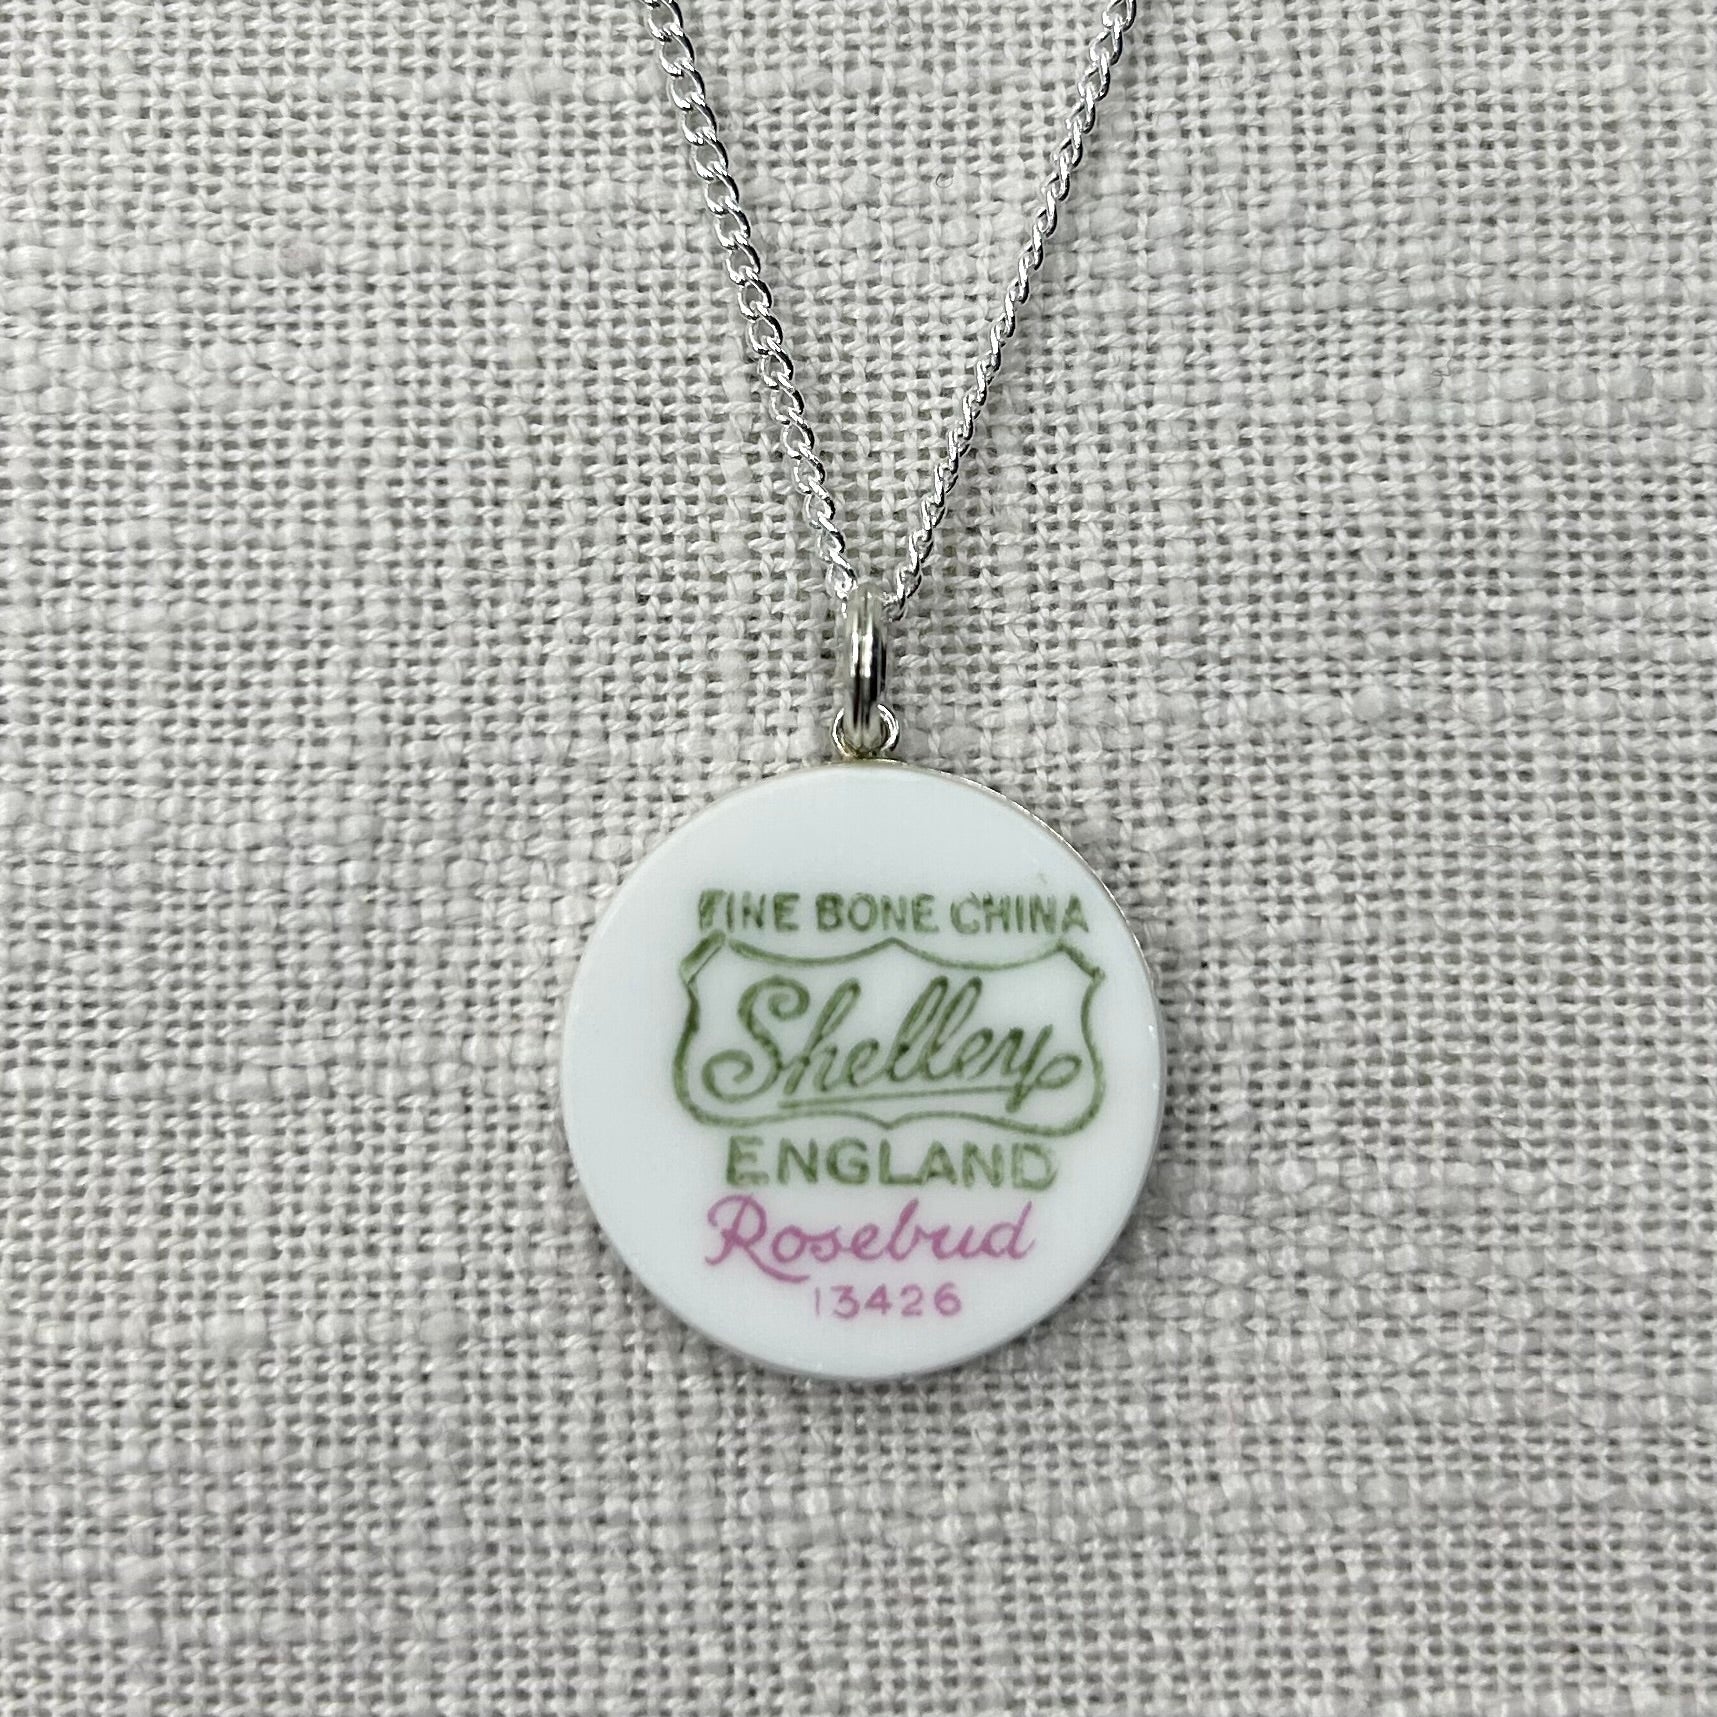 FINE BONE CHINA
Shelley
ENGLAND
Rosebud
13426